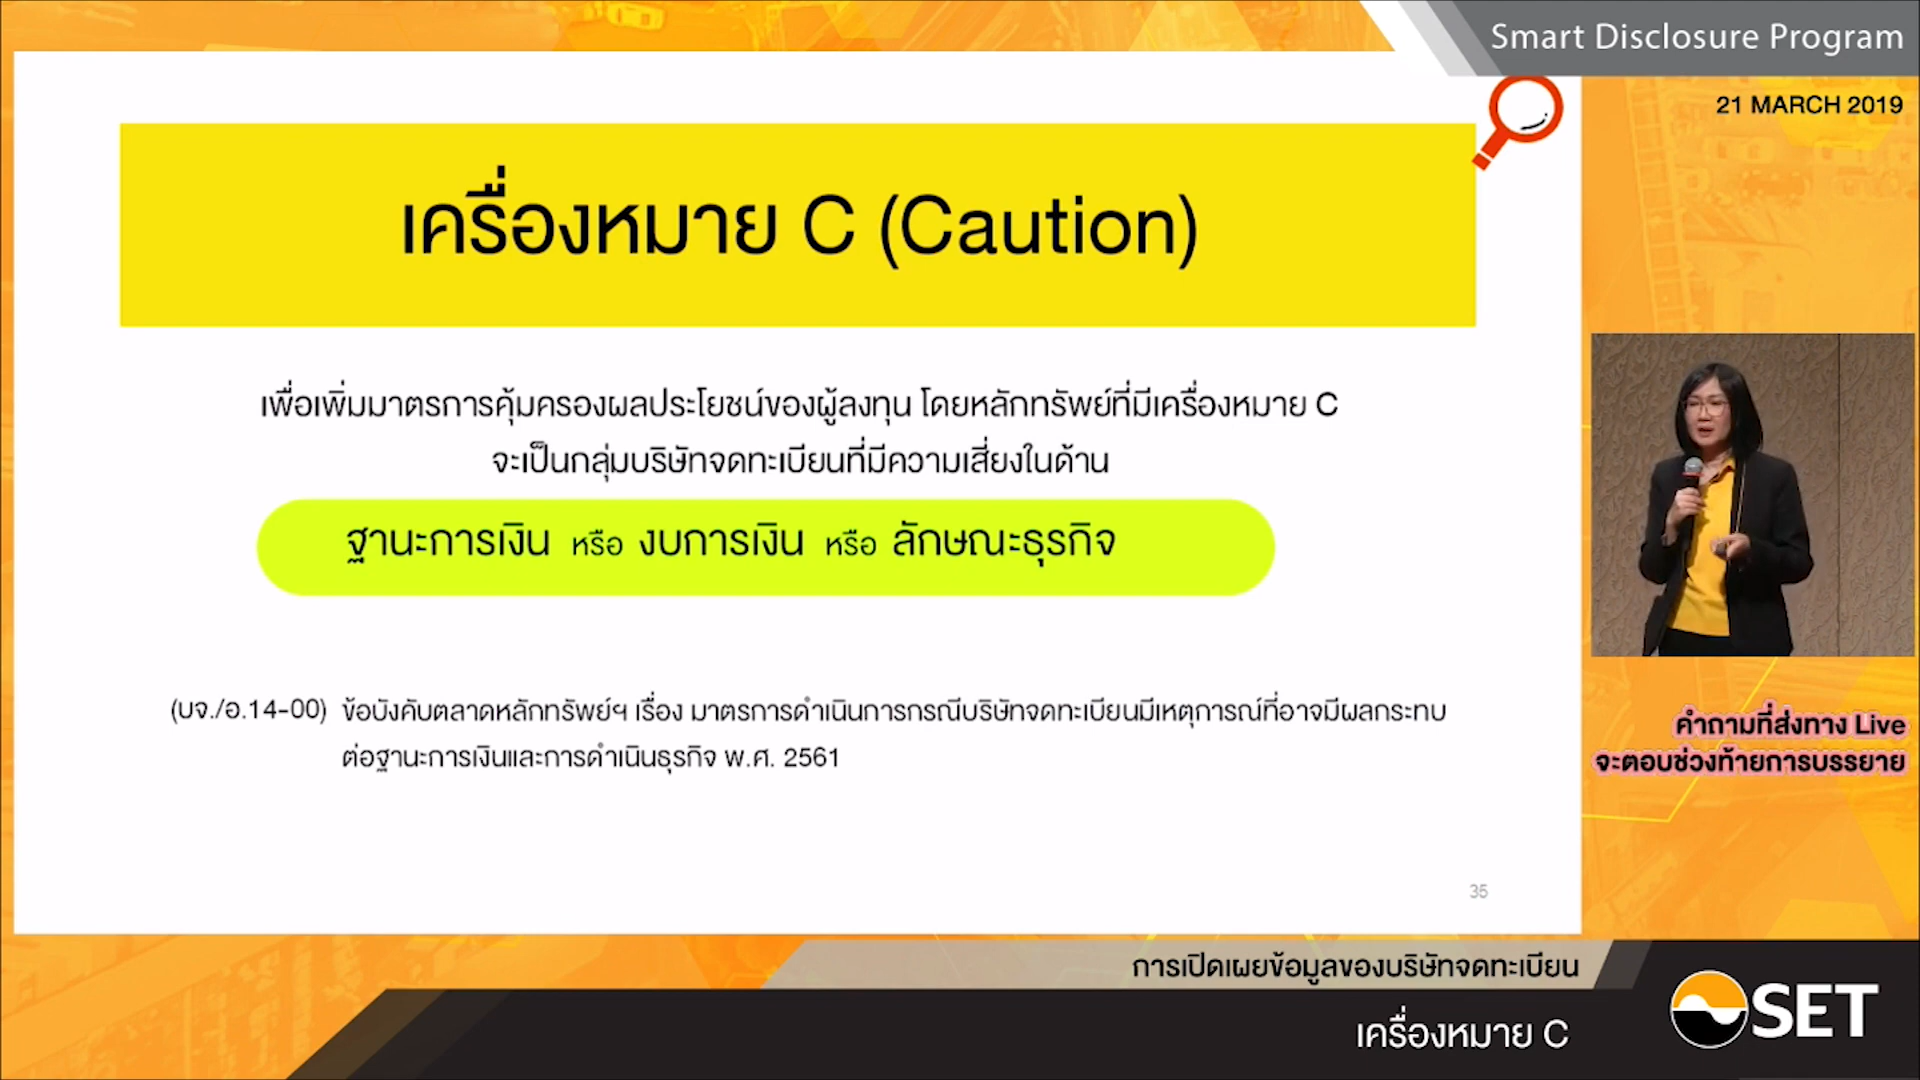 Smart Disclosure Program
21 MARCH 2019
เครื่องหมาย C (Caution)
เพื่อเพิ่มมาตรการคุ้มครองผลประโยชน์ของผู้ลงทุน โดยหลักทรัพย์ที่มีเครื่องหมาย C
จะเป็นกลุ่มบริษัทจดทะเบียนที่มีความเสี่ยงในด้าน
ฐานะการเงิน หรือ งบการเงิน หรือ ลักษณะธุรกิจ
(บจ./อ.14-00) ข้อบังคับตลาดหลักทรัพย์ฯ เรื่อง มาตรการดำเนินการกรณีบริษัทจดทะเบียนมีเหตุการณ์ที่อาจมีผลกระทบ
ต่อฐานะการเงินและการดำเนินธุรกิจ พ.ศ. 2561
35
คำถามที่ส่งทาง Live
จะตอบช่วงท้ายการบรรยาย
การเปิดเผยข้อมูลของบริษัทจดทะเบียน
เครื่องหมาย C
SET